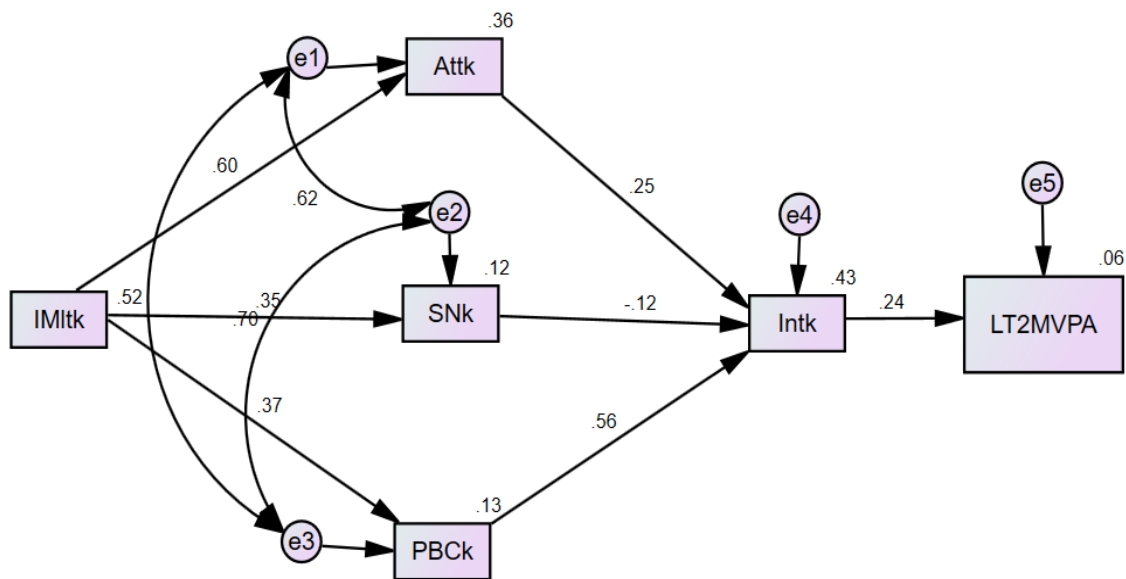 .36
e1
Attk
.60
.62
e2
.25
e4
e5
.12
.43
.06
IMltk
.52
.35
.70
SNk
-.12
Intk
.24
LT2MVPA
.37
.56
.13
e3
PBCk